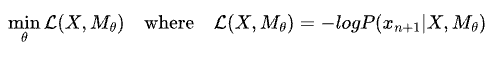 min_θ 𝓛(X, M_θ) where 𝓛(X, M_θ) = −logP(x_{n+1}|X, M_θ)